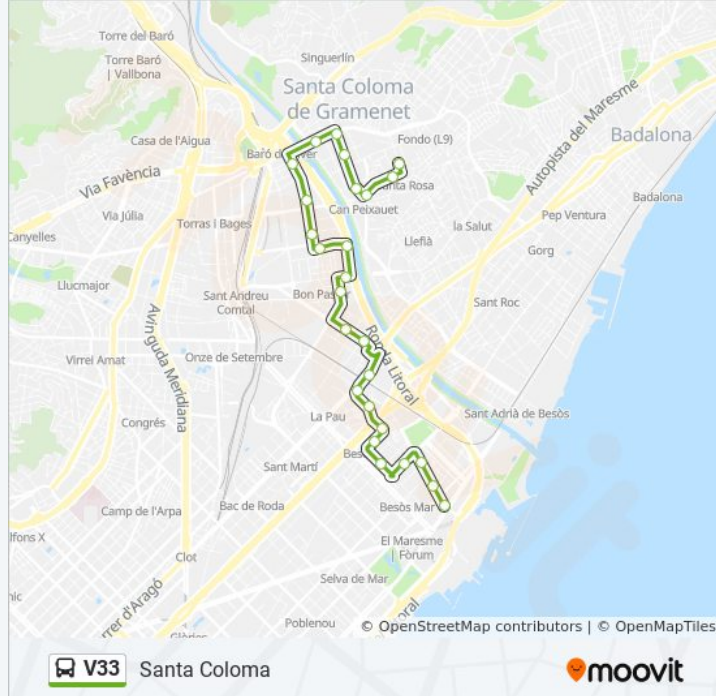 Torre del Baró
Torre Baró
| Vallbona
Singuerlín
Santa Coloma
de Gramenet
Casa de l'Aigua
Fondo (L9)
Autopista del Maresme
Badalona
Via Favència
Badalona
Via Júlia
Torras i Bages
Can Peixauet
Pep Ventura
la Salut
Canyelles
Llefià
Gorg
Llucmajor
Sant Andreu
Comtal
Sant Roc
Avinguda Meridiana
Ronda Litoral
Virrei Amat
Onze de Setembre
Congrés
La Pau
Sant Adrià de Besòs
Sant Martí
Camp de l'Arpa
Bac de Roda
Besòs Mar
El Maresme
| Fòrum
Clot
Selva de Mar
Poblenou
© OpenStreetMap contributors | © OpenMapTiles
V33 Santa Coloma
moovit